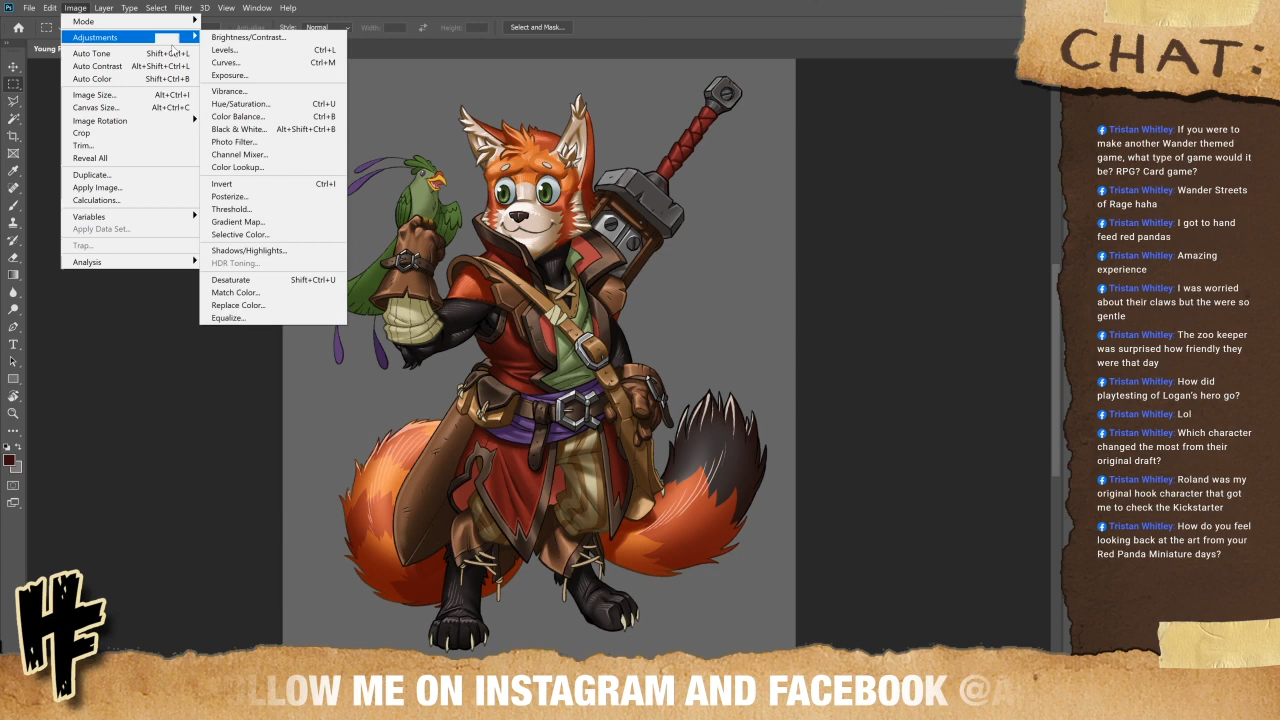 File Edit Image Layer Type Select Filter 3D View Window Help
Style: Normal Width: Height: Select and Mask...
Mode
Adjustments
Auto Tone Shift+Ctrl+L
Auto Contrast Alt+Shift+Ctrl+L
Auto Color Shift+Ctrl+B
Image Size... Alt+Ctrl+I
Canvas Size... Alt+Ctrl+C
Image Rotation
Crop
Trim...
Reveal All
Duplicate...
Apply Image...
Calculations...
Variables
Apply Data Set...
Trap...
Analysis
Brightness/Contrast...
Levels... Ctrl+L
Curves... Ctrl+M
Exposure...
Vibrance...
Hue/Saturation... Ctrl+U
Color Balance... Ctrl+B
Black & White... Alt+Shift+Ctrl+B
Photo Filter...
Channel Mixer...
Color Lookup...
Invert Ctrl+I
Posterize...
Threshold...
Gradient Map...
Selective Color...
Shadows/Highlights...
HDR Toning...
Desaturate Shift+Ctrl+U
Match Color...
Replace Color...
Equalize...
Young
CHAT:
Tristan Whitley: If you were to
make another Wander themed
game, what type of game would it
be? RPG? Card game?
Tristan Whitley: Wander Streets
of Rage haha
Tristan Whitley: I got to hand
feed red pandas
Tristan Whitley: Amazing
experience
Tristan Whitley: I was worried
about their claws but the were so
gentle
Tristan Whitley: The zoo keeper
was surprised how friendly they
were that day
Tristan Whitley: How did
playtesting of Logan's hero go?
Tristan Whitley: Lol
Tristan Whitley: Which character
changed the most from their
original draft?
Tristan Whitley: Roland was my
original hook character that got
me to check the Kickstarter
Tristan Whitley: How do you feel
looking back at the art from your
Red Panda Miniature days?
HF
LLOW ME ON INSTAGRAM AND FACEBOOK @A